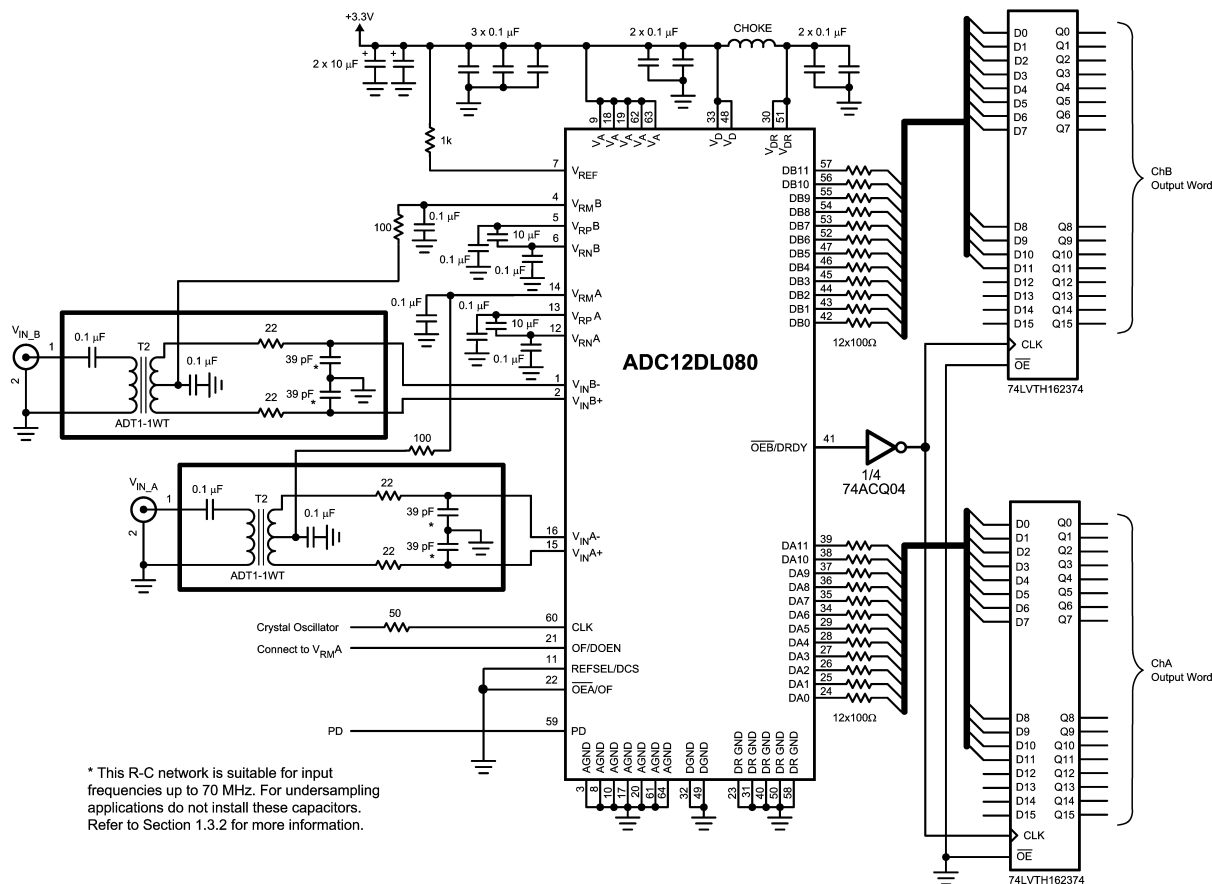 +3.3V
2 x 10 µF
+
+
3 x 0.1 µF
2 x 0.1 µF
CHOKE
2 x 0.1 µF
1k
9
18
19
62
63
33
48
30
51
VA
VA
VA
VA
VA
VD
VD
VDR
VDR
7
VREF
4
VRMB
5
VRPB
6
VRNB
100
0.1 µF
10 µF
0.1 µF
0.1 µF
14
VRMA
13
VRPA
12
VRNA
0.1 µF
0.1 µF
10 µF
0.1 µF
VIN_B
1
2
0.1 µF
T2
0.1 µF
ADT1-1WT
22
22
39 pF
*
39 pF
*
1
VINB-
2
VINB+
100
VIN_A
1
2
0.1 µF
T2
0.1 µF
ADT1-1WT
22
22
39 pF
*
39 pF
*
16
VINA-
15
VINA+
Crystal Oscillator
50
60
CLK
Connect to VRMA
21
OF/DOEN
11
REFSEL/DCS
22
OEA/OF
PD
59
PD
ADC12DL080
DB11 57
DB10 56
DB9 55
DB8 54
DB7 53
DB6 52
DB5 47
DB4 46
DB3 45
DB2 44
DB1 43
DB0 42
12x100Ω
OEB/DRDY
41
1/4
74ACQ04
DA11 39
DA10 38
DA9 37
DA8 36
DA7 35
DA6 34
DA5 29
DA4 28
DA3 27
DA2 26
DA1 25
DA0 24
12x100Ω
AGND
AGND
AGND
AGND
AGND
AGND
AGND
DGND
DGND
DR GND
DR GND
DR GND
DR GND
DR GND
3
8
10
17
20
61
64
32
49
23
31
40
50
58
D0 Q0
D1 Q1
D2 Q2
D3 Q3
D4 Q4
D5 Q5
D6 Q6
D7 Q7
D8 Q8
D9 Q9
D10 Q10
D11 Q11
D12 Q12
D13 Q13
D14 Q14
D15 Q15
CLK
OE
74LVTH162374
ChB
Output Word
D0 Q0
D1 Q1
D2 Q2
D3 Q3
D4 Q4
D5 Q5
D6 Q6
D7 Q7
D8 Q8
D9 Q9
D10 Q10
D11 Q11
D12 Q12
D13 Q13
D14 Q14
D15 Q15
CLK
OE
74LVTH162374
ChA
Output Word
* This R-C network is suitable for input
frequencies up to 70 MHz. For undersampling
applications do not install these capacitors.
Refer to Section 1.3.2 for more information.